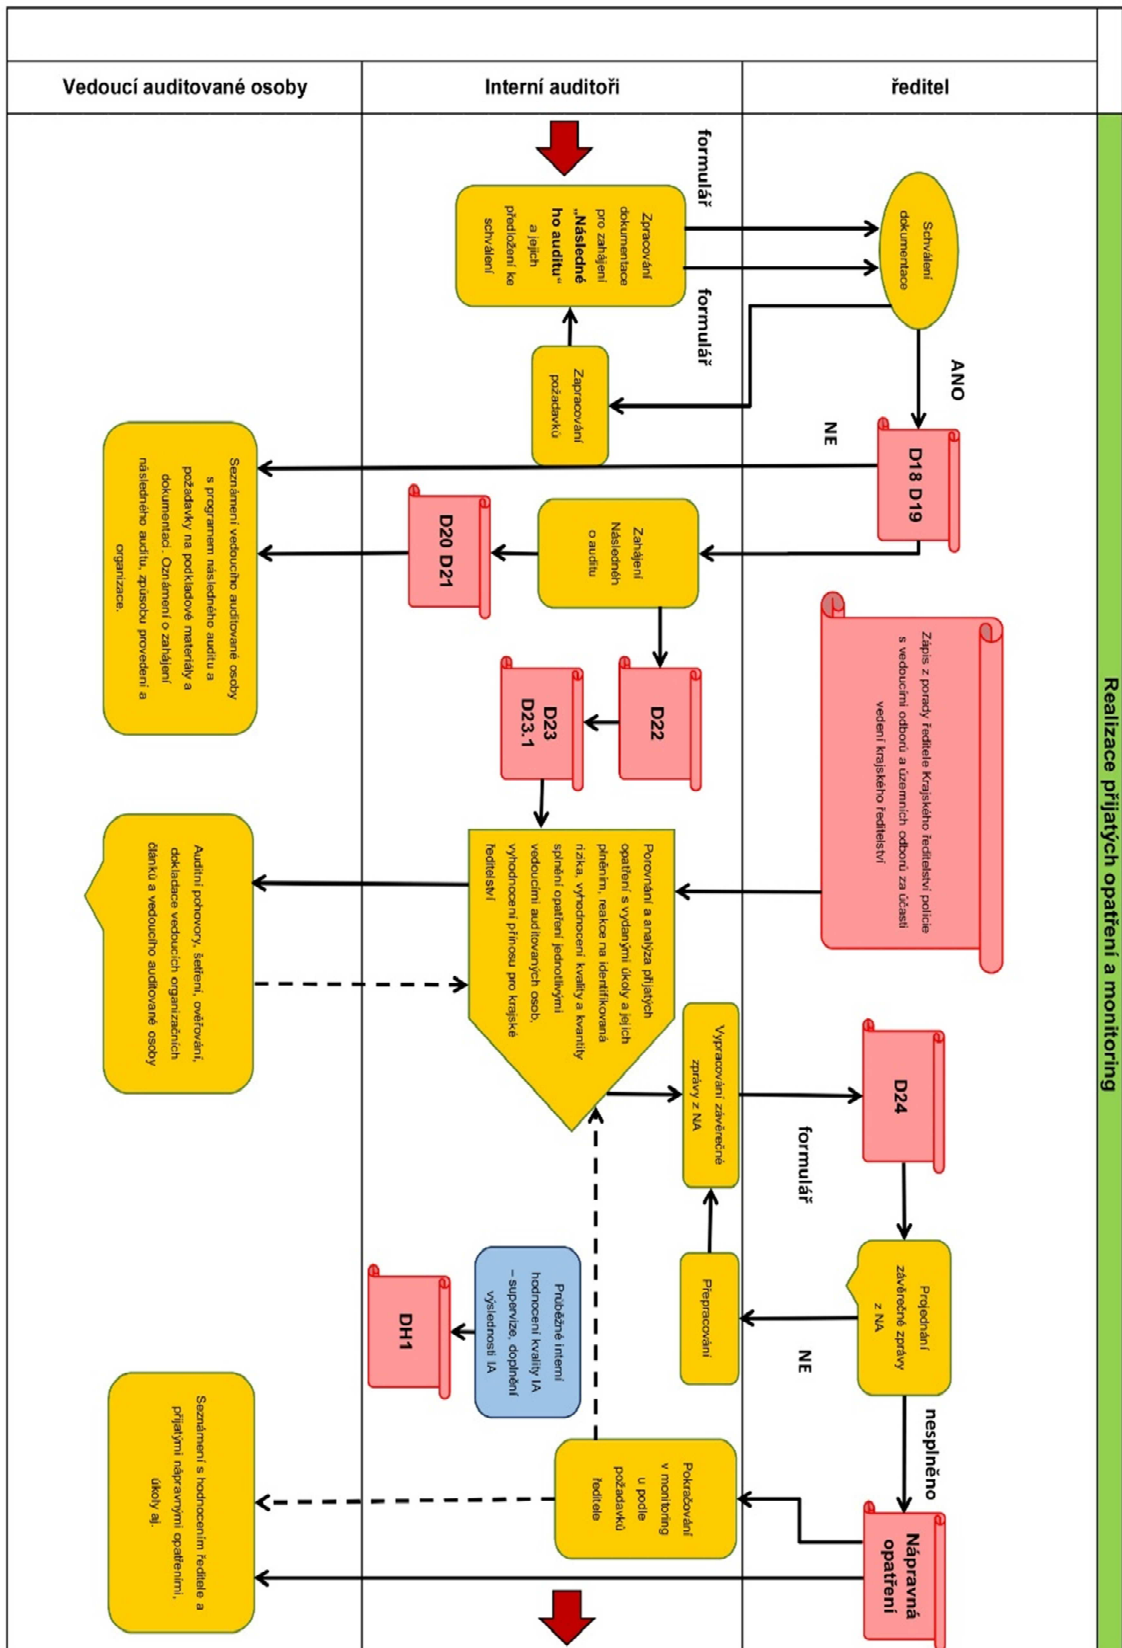 Realizace přijatých opatření a monitoring
ředitel
Interní auditoři
Vedoucí auditované osoby
Schválení
dokumentace
ANO
D18 D19
NE
formulář
formulář
Zpracování
dokumentace
pro zahájení
„Následné
ho auditu“
a jejich
předložení ke
schválení
Zapracování
požadavků
Zahájení
Následnéh
o auditu
D20 D21
Seznámení vedoucího auditované osoby
s programem následného auditu a
požadavky na podkladové materiály a
dokumentaci. Oznámení o zahájení
následného auditu, způsobu provedení a
organizace.
D22
D23
D23.1
Zápis z porady ředitele Krajského ředitelství policie
s vedoucími odborů a územních odborů za účasti
vedení krajského ředitelství
Porovnání a analýza přijatých
opatření s vydanými úkoly a jejich
plněním, reakce na identifikovaná
rizika, vyhodnocení kvality a kvantity
splnění opatření jednotlivými
vedoucími auditovaných osob,
vyhodnocení přínosu pro krajské
ředitelství
Auditní pohovory, šetření, ověřování,
dokladace vedoucích organizačních
článků a vedoucího auditované osoby
Vypracování závěrečné
zprávy z NA
D24
formulář
Projednání
závěrečné zprávy
z NA
NE
Přepracování
nesplněno
Nápravná
opatření
Průběžné interní
hodnocení kvality IA
– supervize, doplnění
výslednosti IA
DH1
Pokračování
v monitoring
u podle
požadavků
ředitele
Seznámení s hodnocením ředitele a
přijatými nápravnými opatřeními,
úkoly aj.